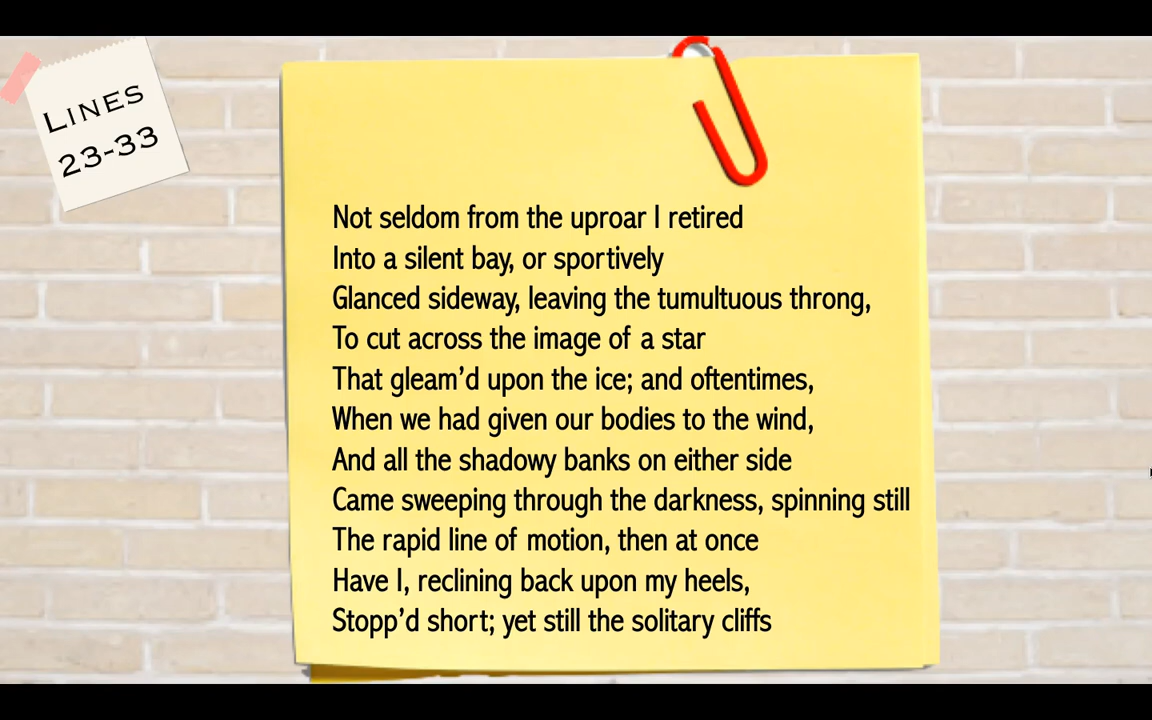 LINES
23-33
Not seldom from the uproar I retired
Into a silent bay, or sportively
Glanced sideway, leaving the tumultuous throng,
To cut across the image of a star
That gleam’d upon the ice; and oftentimes,
When we had given our bodies to the wind,
And all the shadowy banks on either side
Came sweeping through the darkness, spinning still
The rapid line of motion, then at once
Have I, reclining back upon my heels,
Stopp’d short; yet still the solitary cliffs